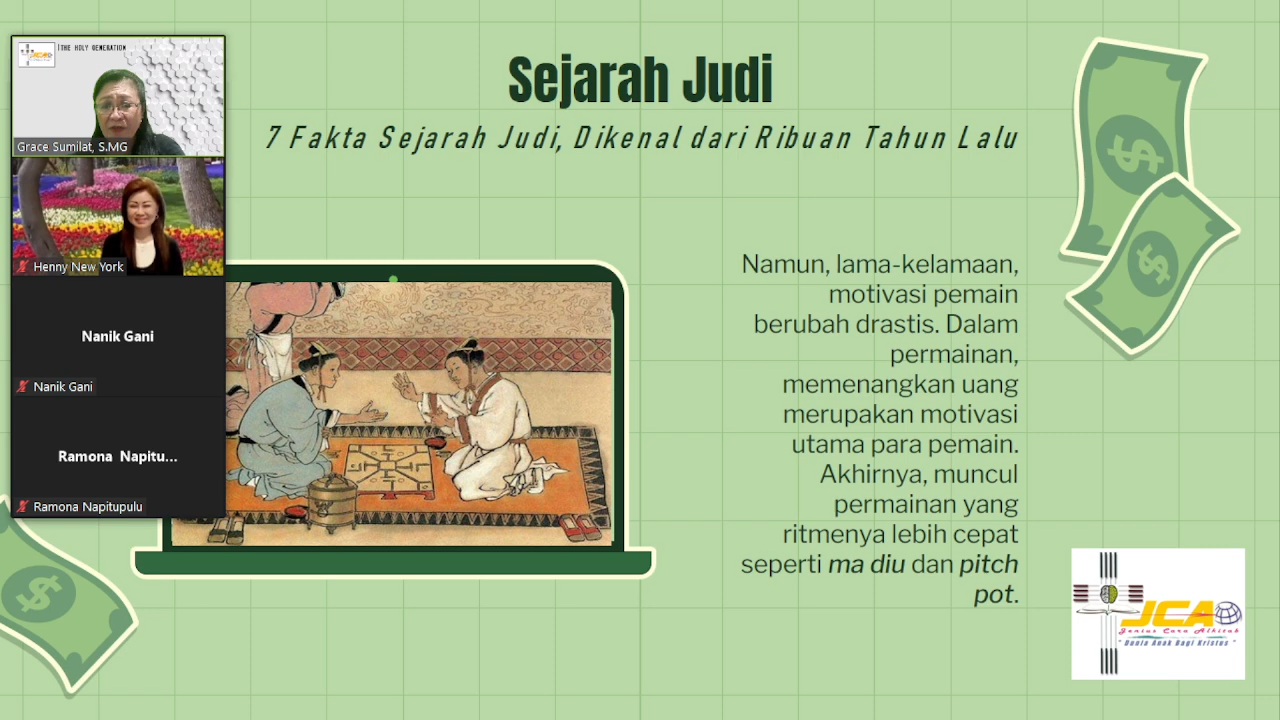 THE HOLY GENERATION
JCA
Grace Sumilat, S.MG
Henny New York
Nanik Gani
Nanik Gani
Ramona Napitu...
Ramona Napitupulu
Sejarah Judi
7 Fakta Sejarah Judi, Dikenal dari Ribuan Tahun Lalu
Namun, lama-kelamaan,
motivasi pemain
berubah drastis. Dalam
permainan,
memenangkan uang
merupakan motivasi
utama para pemain.
Akhirnya, muncul
permainan yang
ritmenya lebih cepat
seperti ma diu dan pitch
pot.
JCA
Jenius Cara Alkitab
" Dunia Anak Bagi Kristus "